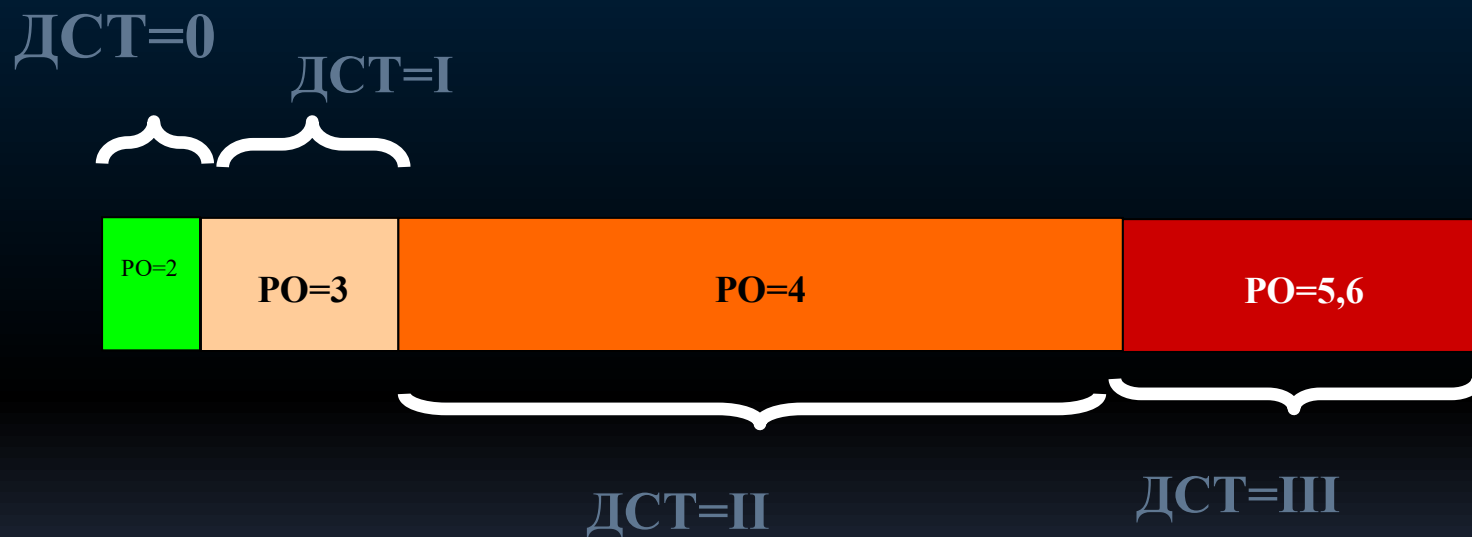 ДСТ=0
ДСТ=I
РО=2
РО=3
РО=4
РО=5,6
ДСТ=II
ДСТ=III